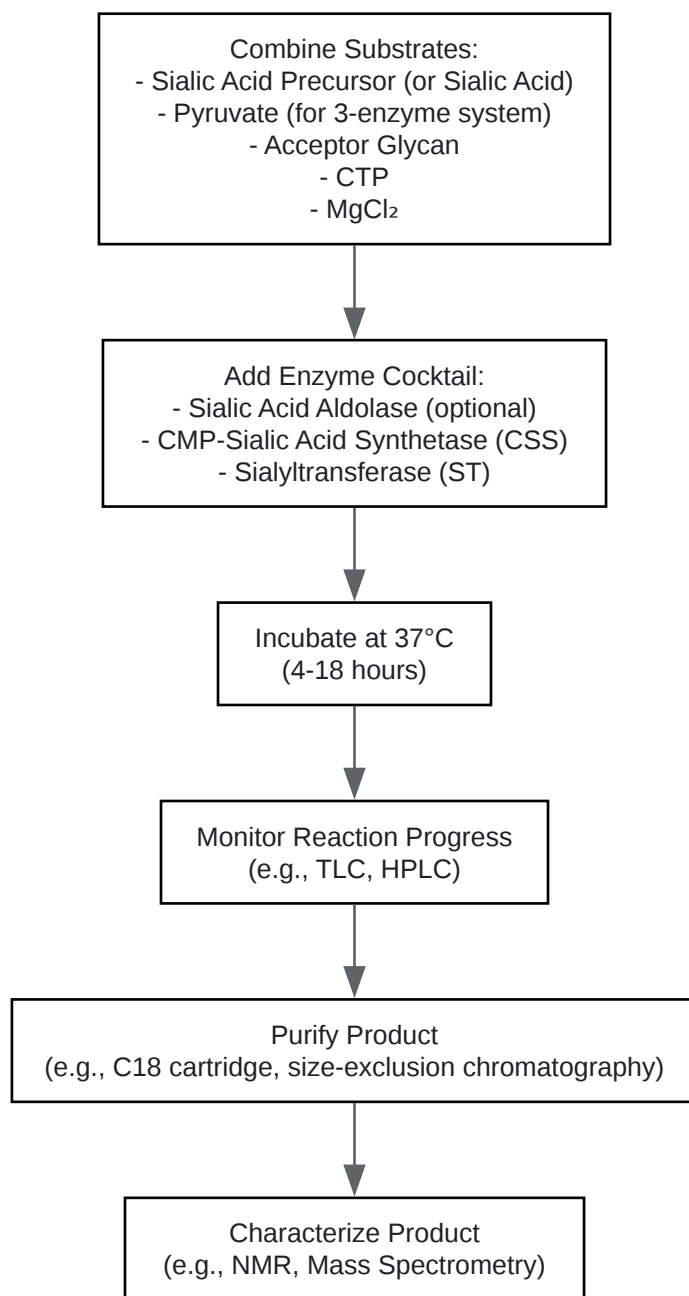 Combine Substrates:
- Sialic Acid Precursor (or Sialic Acid)
- Pyruvate (for 3-enzyme system)
- Acceptor Glycan
- CTP
- MgCl₂
Add Enzyme Cocktail:
- Sialic Acid Aldolase (optional)
- CMP-Sialic Acid Synthetase (CSS)
- Sialyltransferase (ST)
Incubate at 37°C
(4-18 hours)
Monitor Reaction Progress
(e.g., TLC, HPLC)
Purify Product
(e.g., C18 cartridge, size-exclusion chromatography)
Characterize Product
(e.g., NMR, Mass Spectrometry)